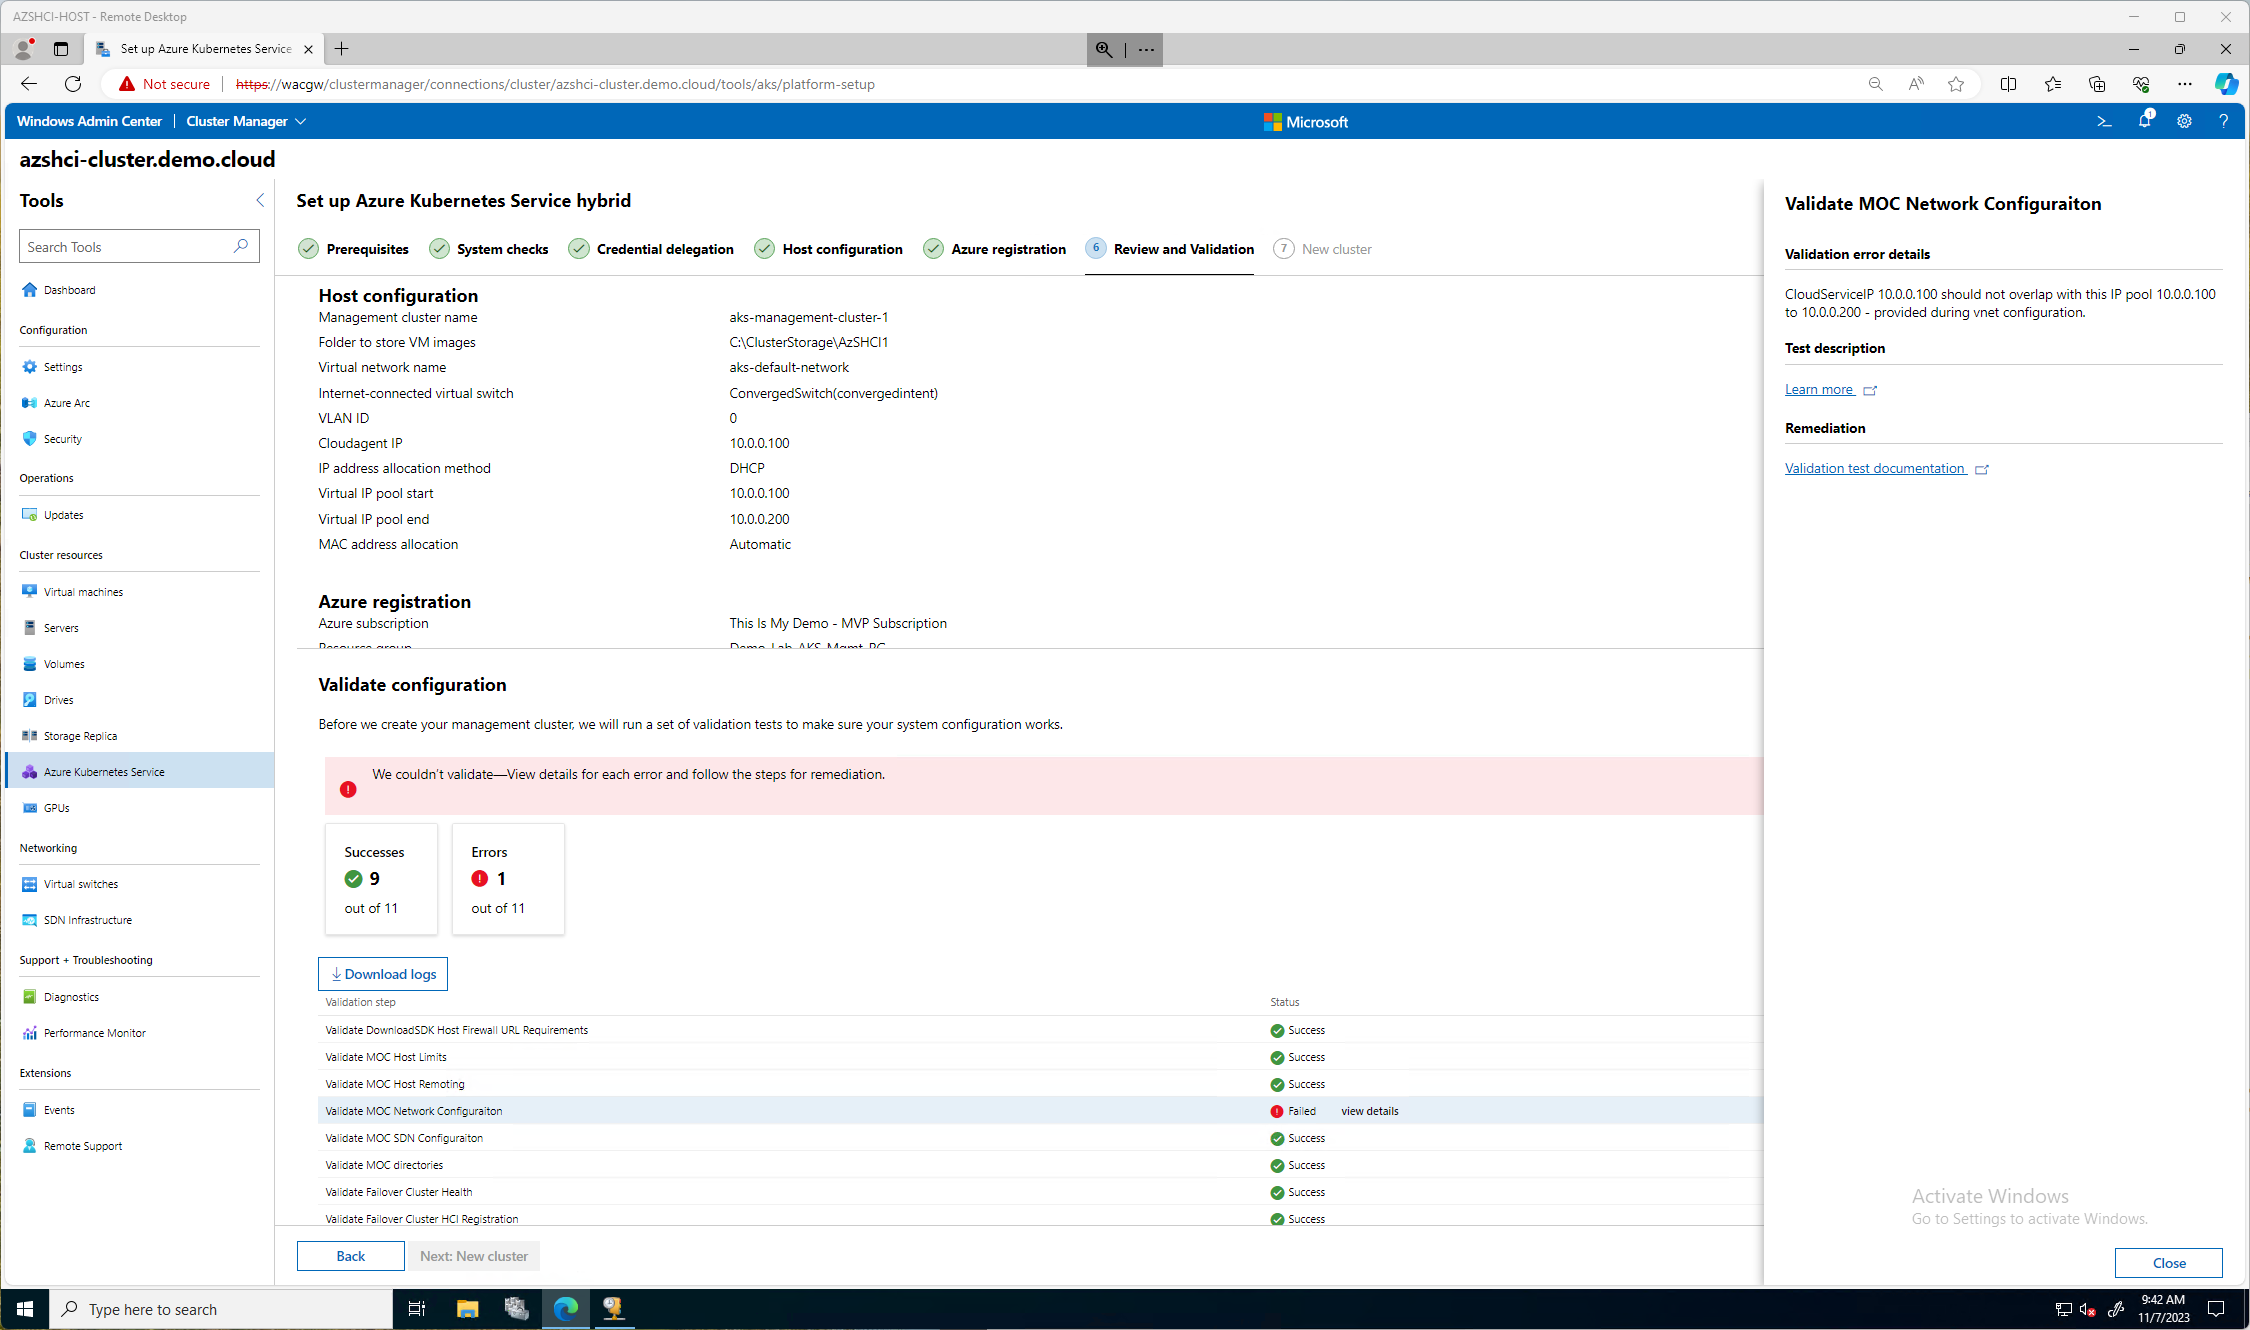 AZSHCI-HOST - Remote Desktop
Set up Azure Kubernetes Service
Not secure
https://wacgw/clustermanager/connections/cluster/azshci-cluster.demo.cloud/tools/aks/platform-setup
Windows Admin Center | Cluster Manager
Microsoft
1
azshci-cluster.demo.cloud
Tools
Search Tools
Dashboard
Configuration
Settings
Azure Arc
Security
Operations
Updates
Cluster resources
Virtual machines
Servers
Volumes
Drives
Storage Replica
Azure Kubernetes Service
GPUs
Networking
Virtual switches
SDN Infrastructure
Support + Troubleshooting
Diagnostics
Performance Monitor
Extensions
Events
Remote Support
Set up Azure Kubernetes Service hybrid
Prerequisites
System checks
Credential delegation
Host configuration
Azure registration
6 Review and Validation
7 New cluster
Host configuration
Management cluster name aks-management-cluster-1
Folder to store VM images C:\ClusterStorage\AzSHCI1
Virtual network name aks-default-network
Internet-connected virtual switch ConvergedSwitch(convergedintent)
VLAN ID 0
Cloudagent IP 10.0.0.100
IP address allocation method DHCP
Virtual IP pool start 10.0.0.100
Virtual IP pool end 10.0.0.200
MAC address allocation Automatic
Azure registration
Azure subscription This Is My Demo - MVP Subscription
Resource group Demo-Lab-AKS-Mgmt-RG
Validate configuration
Before we create your management cluster, we will run a set of validation tests to make sure your system configuration works.
We couldn't validate—View details for each error and follow the steps for remediation.
Successes
9
out of 11
Errors
1
out of 11
Download logs
Validation step Status
Validate DownloadSDK Host Firewall URL Requirements Success
Validate MOC Host Limits Success
Validate MOC Host Remoting Success
Validate MOC Network Configuraiton Failed view details
Validate MOC SDN Configuraiton Success
Validate MOC directories Success
Validate Failover Cluster Health Success
Validate Failover Cluster HCI Registration Success
Back
Next: New cluster
Validate MOC Network Configuraiton
Validation error details
CloudServiceIP 10.0.0.100 should not overlap with this IP pool 10.0.0.100
to 10.0.0.200 - provided during vnet configuration.
Test description
Learn more
Remediation
Validation test documentation
Activate Windows
Go to Settings to activate Windows.
Close
Type here to search
9:42 AM
11/7/2023